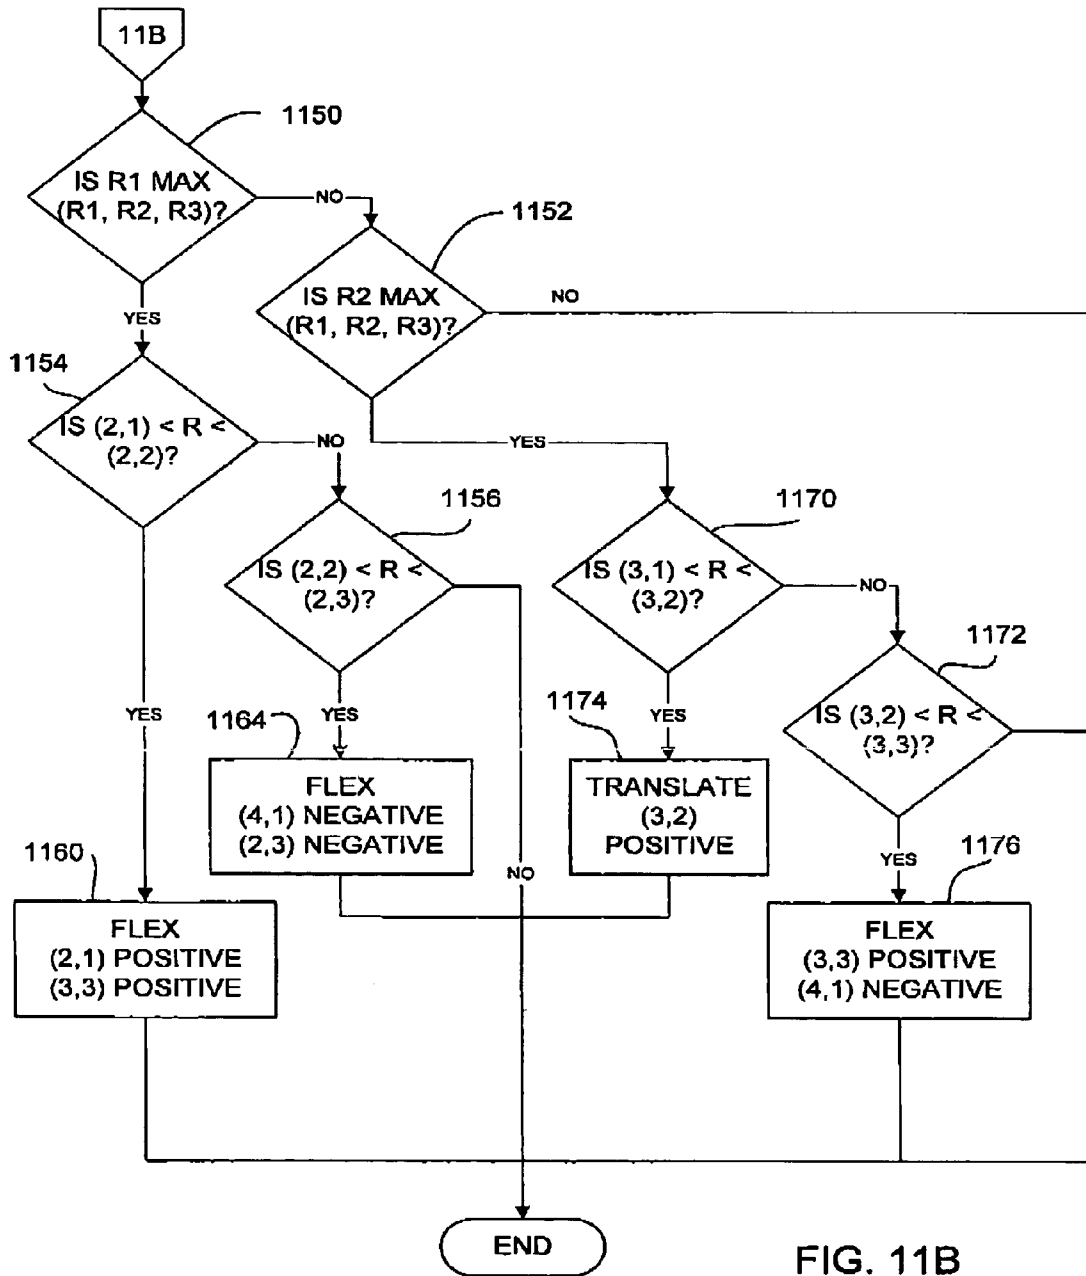 11B
1150
IS R1 MAX
(R1, R2, R3)?
NO
1152
IS R2 MAX
(R1, R2, R3)?
NO
YES
1154
IS (2,1) < R <
(2,2)?
NO
YES
1156
IS (2,2) < R <
(2,3)?
1170
IS (3,1) < R <
(3,2)?
NO
1172
IS (3,2) < R <
(3,3)?
YES
1164
YES
FLEX
(4,1) NEGATIVE
(2,3) NEGATIVE
1174
YES
TRANSLATE
(3,2)
POSITIVE
NO
YES
1160
FLEX
(2,1) POSITIVE
(3,3) POSITIVE
1176
FLEX
(3,3) POSITIVE
(4,1) NEGATIVE
END
FIG. 11B